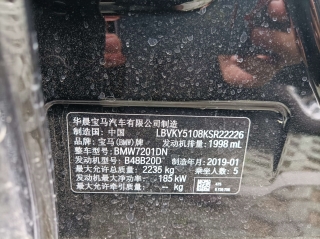 华晨宝马汽车有限公司制造
制造国：中国 LBVKY5108KSR22226
品牌：宝马(BMW)牌 发动机排量：1998 mL
整车型号：BMW7201DN
发动机型号：B48B20D 制造年月：2019-01
最大允许总质量：2235 kg 乘坐人数：5
发动机最大净功率：185 kW
最大允许牵引质量：-- kg